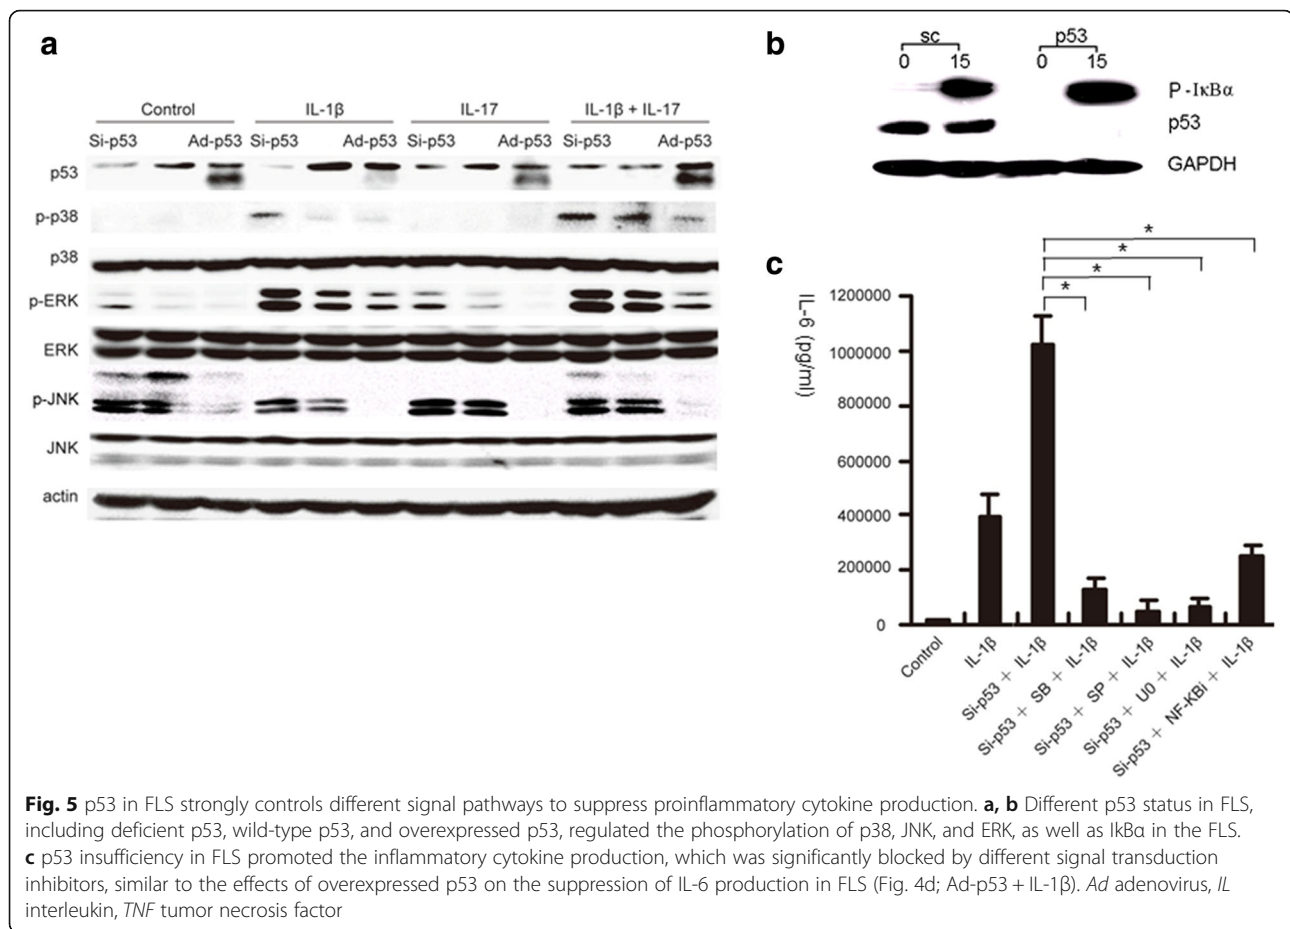 a
Control IL-1β IL-17 IL-1β + IL-17
Si-p53 Ad-p53 Si-p53 Ad-p53 Si-p53 Ad-p53 Si-p53 Ad-p53
p53
p-p38
p38
p-ERK
ERK
p-JNK
JNK
actin
b
sc p53
0 15 0 15
P-IκBα
p53
GAPDH
c
* 
*
*
*
IL-6 (pg/ml)
1200000
1000000
800000
600000
400000
200000
0
Control
IL-1β
Si-p53 + IL-1β
Si-p53 + SB + IL-1β
Si-p53 + SP + IL-1β
Si-p53 + U0 + IL-1β
Si-p53 + NF-KBi + IL-1β
Fig. 5 p53 in FLS strongly controls different signal pathways to suppress proinflammatory cytokine production. a, b Different p53 status in FLS,
including deficient p53, wild-type p53, and overexpressed p53, regulated the phosphorylation of p38, JNK, and ERK, as well as IkBα in the FLS.
c p53 insufficiency in FLS promoted the inflammatory cytokine production, which was significantly blocked by different signal transduction
inhibitors, similar to the effects of overexpressed p53 on the suppression of IL-6 production in FLS (Fig. 4d; Ad-p53 + IL-1β). Ad adenovirus, IL
interleukin, TNF tumor necrosis factor